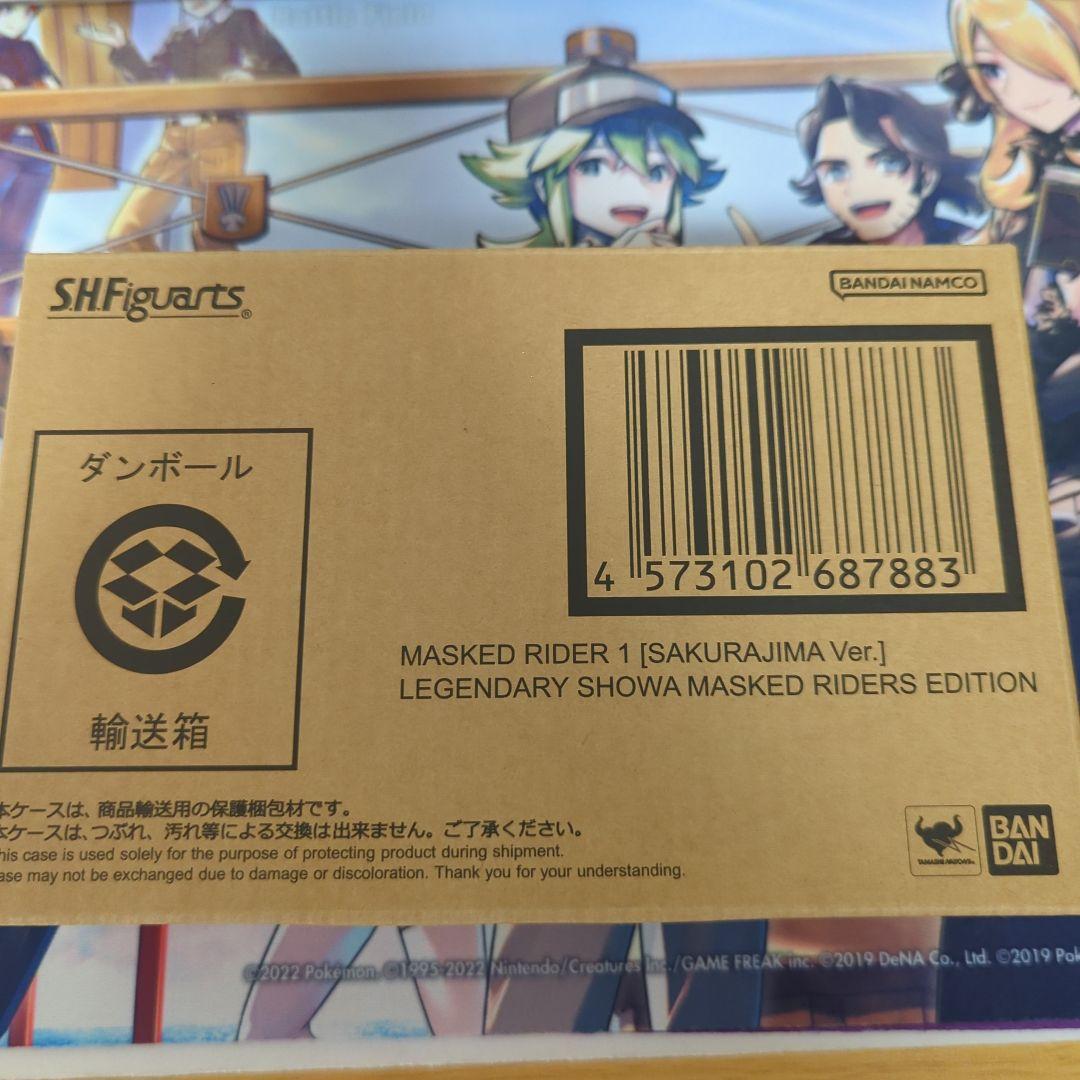 S.H.Figuarts®
BANDAI NAMCO
ダンボール
輸送箱
4 573102 687883
MASKED RIDER 1 [SAKURAJIMA Ver.]
LEGENDARY SHOWA MASKED RIDERS EDITION
本ケースは、商品輸送用の保護梱包材です。
本ケースは、つぶれ、汚れ等による交換は出来ません。ご了承ください。
his case is used solely for the purpose of protecting product during shipment.
ase may not be exchanged due to damage or discoloration. Thank you for your understanding.
TAMASHII NATIONS
BAN
DAI
©2022 Pokémon. ©1995-2022 Nintendo/Creatures Inc./GAME FREAK inc. ©2019 DeNA Co., Ltd. ©2019 Pok